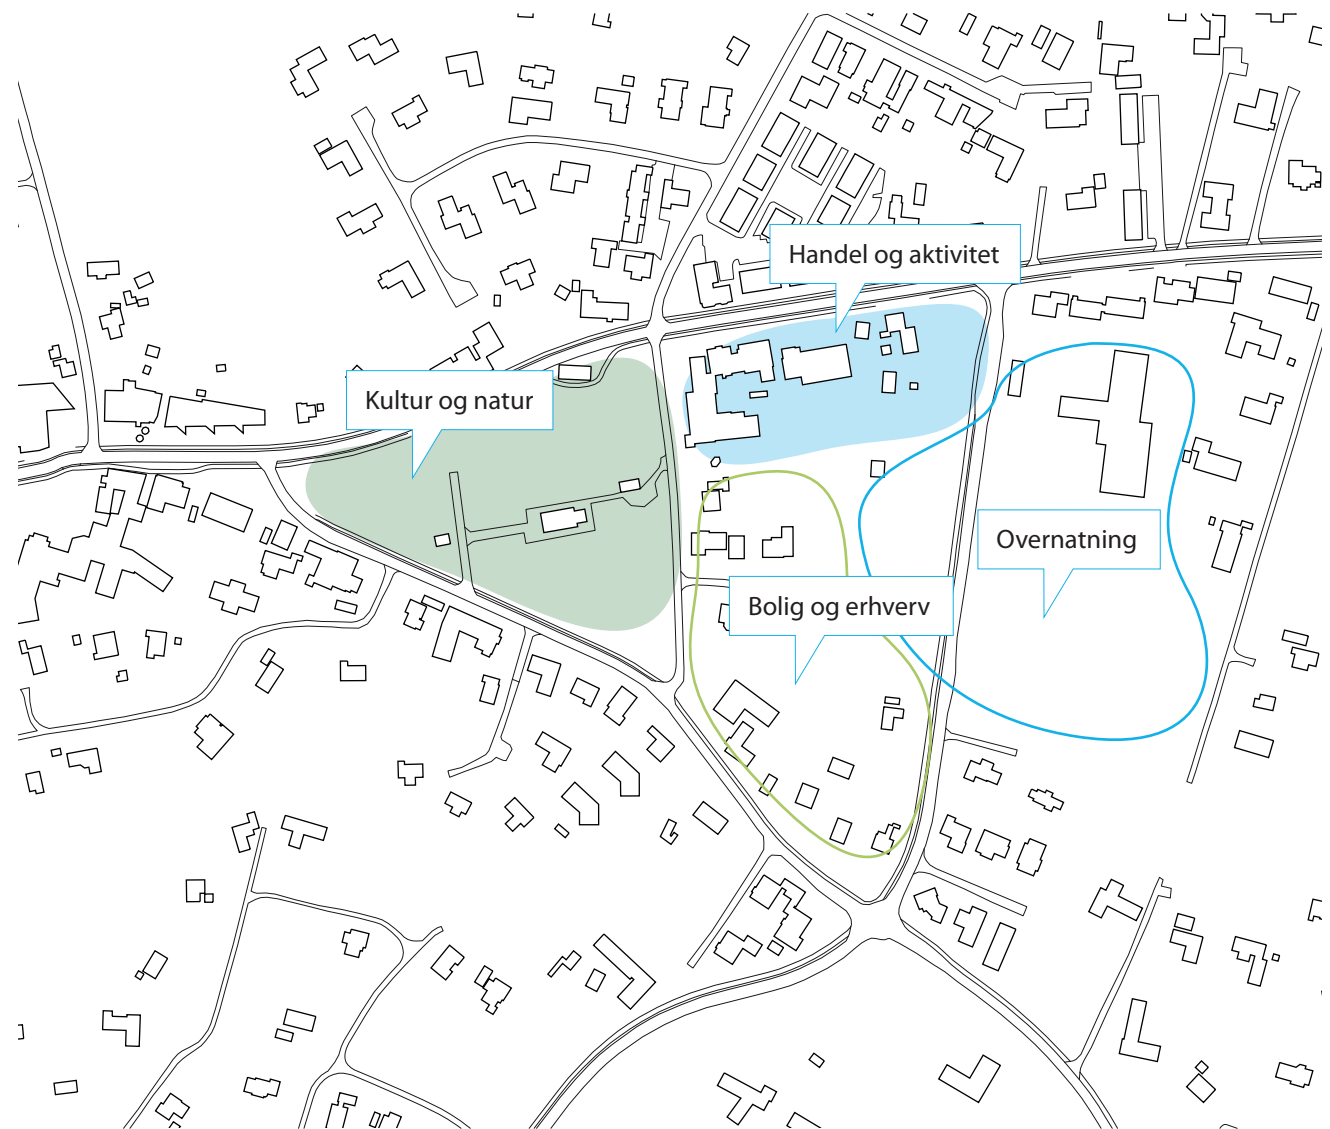 Handel og aktivitet
Kultur og natur
Overnatning
Bolig og erhverv